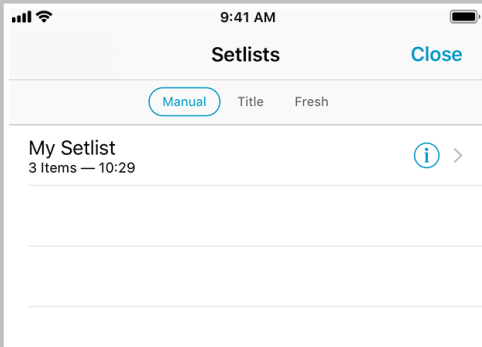 9:41 AM
Setlists
Close
Manual
Title
Fresh
My Setlist
3 Items — 10:29
i